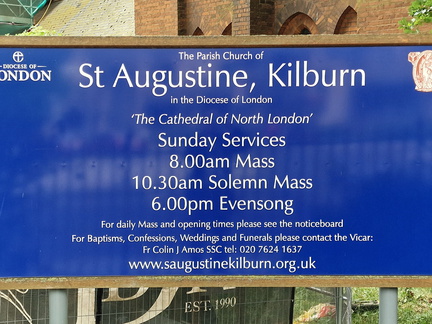 DIOCESE OF
LONDON
The Parish Church of
St Augustine, Kilburn
in the Diocese of London
'The Cathedral of North London'
Sunday Services
8.00am Mass
10.30am Solemn Mass
6.00pm Evensong
For daily Mass and opening times please see the noticeboard
For Baptisms, Confessions, Weddings and Funerals please contact the Vicar:
Fr Colin J Amos SSC tel: 020 7624 1637
www.saugustinekilburn.org.uk
EST. 1990